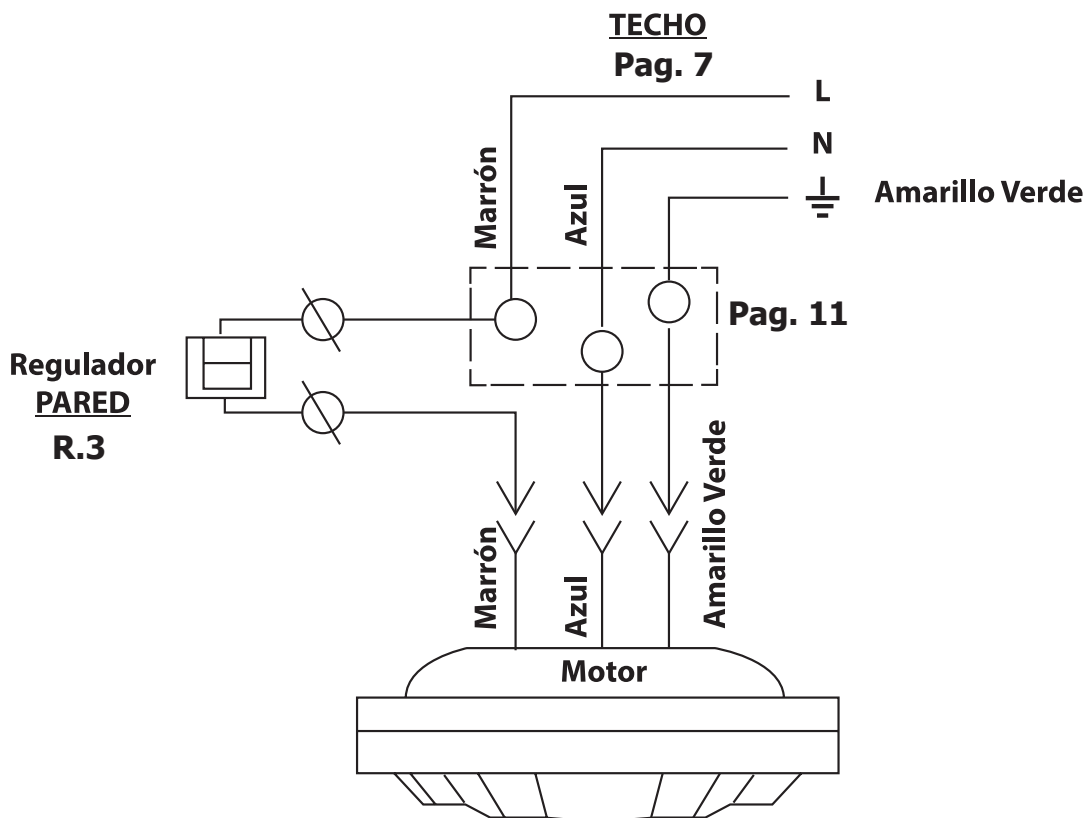 TECHO
Pag. 7
L
N
Amarillo Verde
Marrón
Azul
Pag. 11
Regulador
PARED
R.3
Marrón
Azul
Amarillo Verde
Motor